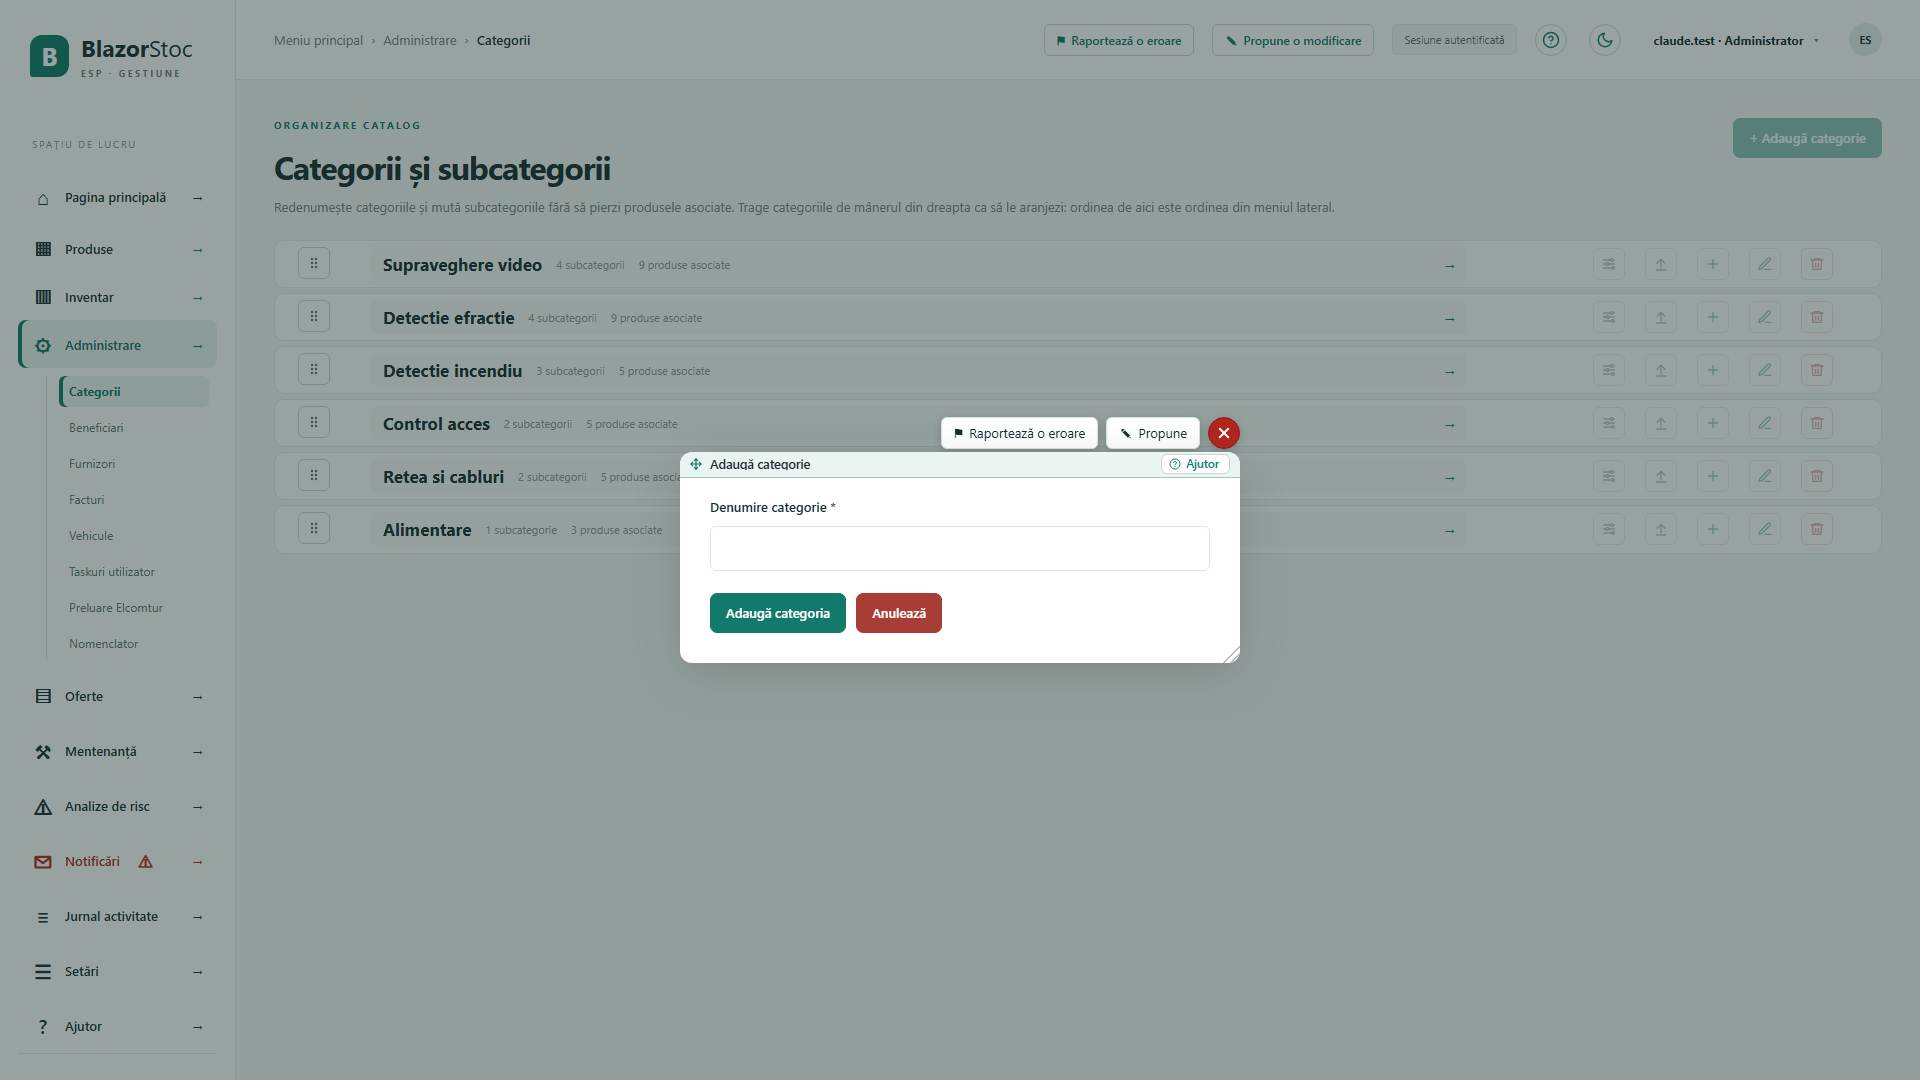 B
BlazorStoc
ESP · GESTIUNE
Meniu principal › Administrare › Categorii
Raportează o eroare
Propune o modificare
Sesiune autentificată
claude.test · Administrator
ES
SPAȚIU DE LUCRU
Pagina principală →
Produse →
Inventar →
Administrare →
Categorii
Beneficiari
Furnizori
Facturi
Vehicule
Taskuri utilizator
Preluare Elcomtur
Nomenclator
Oferte →
Mentenanță →
Analize de risc →
Notificări →
Jurnal activitate →
Setări →
? Ajutor →
ORGANIZARE CATALOG
+ Adaugă categorie
Categorii și subcategorii
Redenumește categoriile și mută subcategoriile fără să pierzi produsele asociate. Trage categoriile de mânerul din dreapta ca să le aranjezi: ordinea de aici este ordinea din meniul lateral.
Supraveghere video 4 subcategorii 9 produse asociate →
Detectie efractie 4 subcategorii 9 produse asociate →
Detectie incendiu 3 subcategorii 5 produse asociate →
Control acces 2 subcategorii 5 produse asociate →
Retea si cabluri 2 subcategorii 5 produse asocia →
Alimentare 1 subcategorie 3 produse asociate →
Raportează o eroare
Propune
Adaugă categorie
Ajutor
Denumire categorie *
Adaugă categoria
Anulează